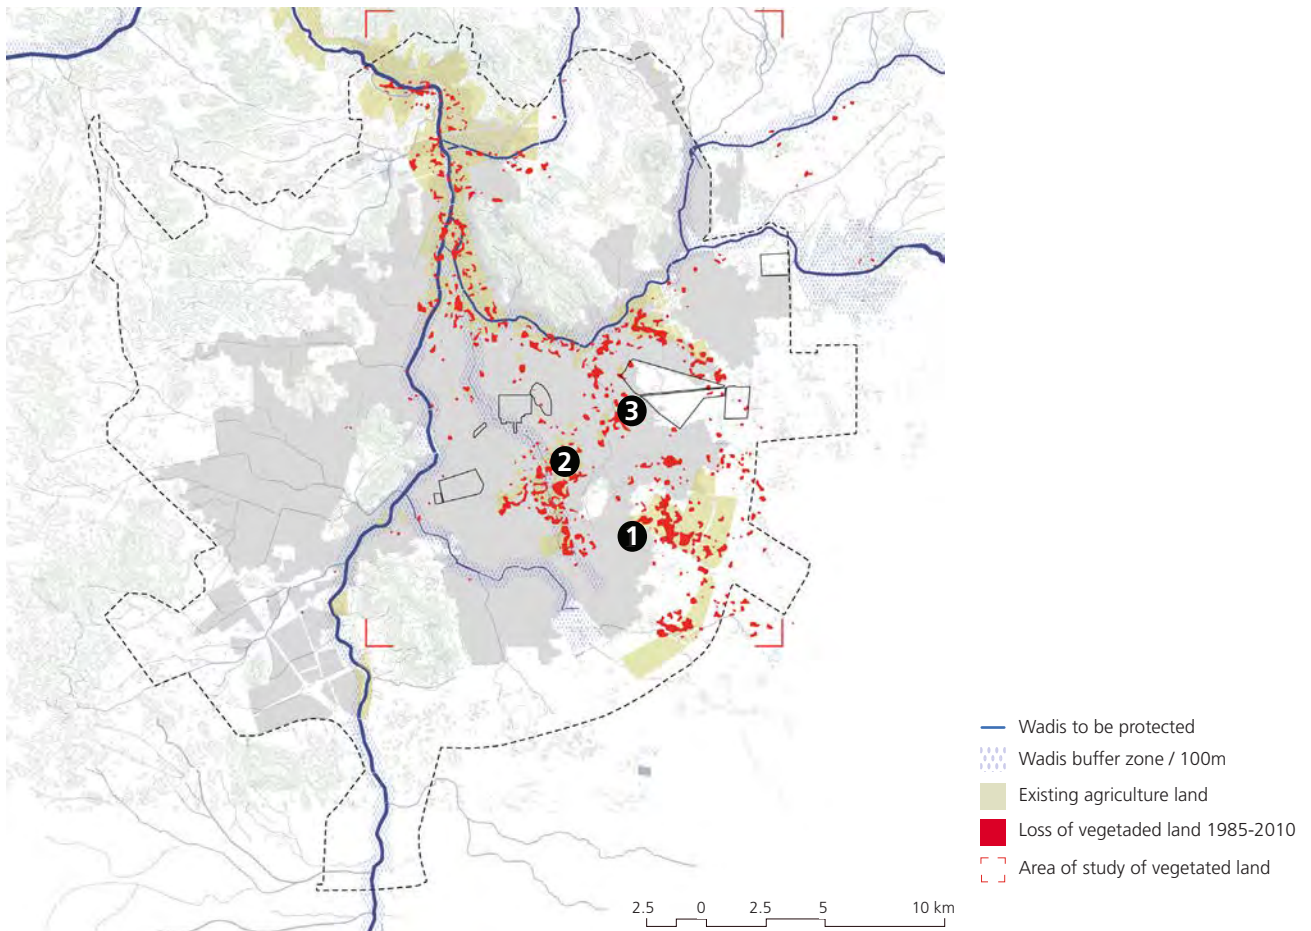 3
2
1
Wadis to be protected
Wadis buffer zone / 100m
Existing agriculture land
Loss of vegetaded land 1985-2010
Area of study of vegetated land
2.5 0 2.5 5 10 km